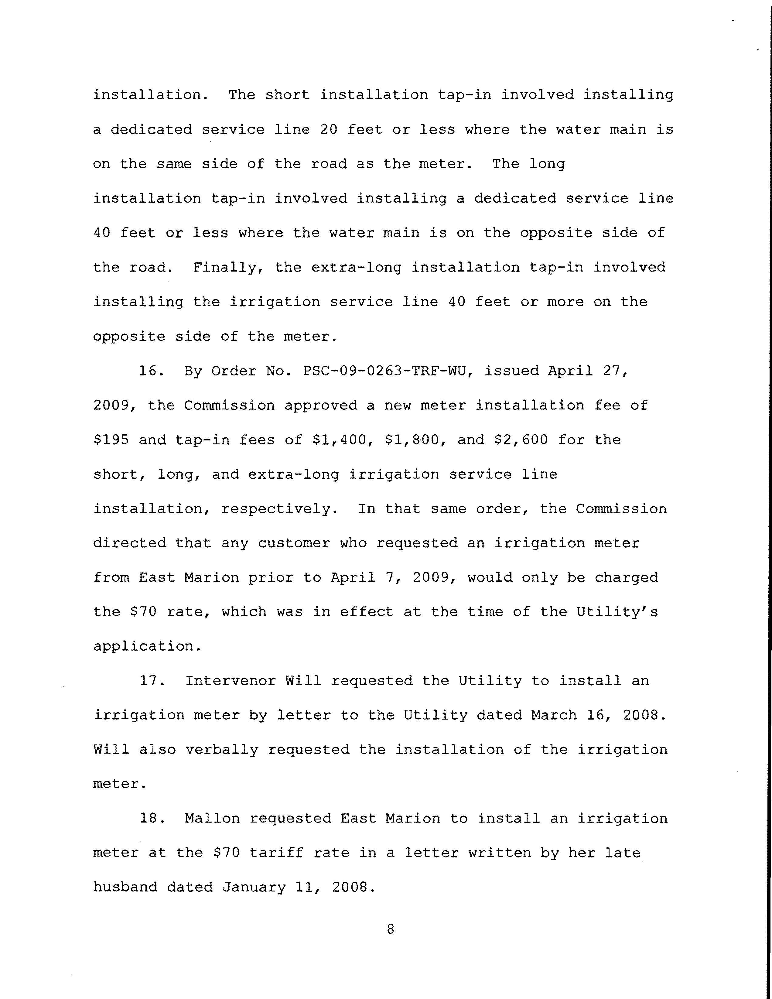 installation.  The short installation tap-in involved installing
a dedicated service line 20 feet or less where the water main is
on the same side of the road as the meter.  The long
installation tap-in involved installing a dedicated service line
40 feet or less where the water main is on the opposite side of
the road.  Finally, the extra-long installation tap-in involved
installing the irrigation service line 40 feet or more on the
opposite side of the meter.
16.  By Order No. PSC-09-0263-TRF-WU, issued April 27,
2009, the Commission approved a new meter installation fee of
$195 and tap-in fees of $1,400, $1,800, and $2,600 for the
short, long, and extra-long irrigation service line
installation, respectively.  In that same order, the Commission
directed that any customer who requested an irrigation meter
from East Marion prior to April 7, 2009, would only be charged
the $70 rate, which was in effect at the time of the Utility's
application.
17.  Intervenor Will requested the Utility to install an
irrigation meter by letter to the Utility dated March 16, 2008.
Will also verbally requested the installation of the irrigation
meter.
18.  Mallon requested East Marion to install an irrigation
meter at the $70 tariff rate in a letter written by her late
husband dated January 11, 2008.
8